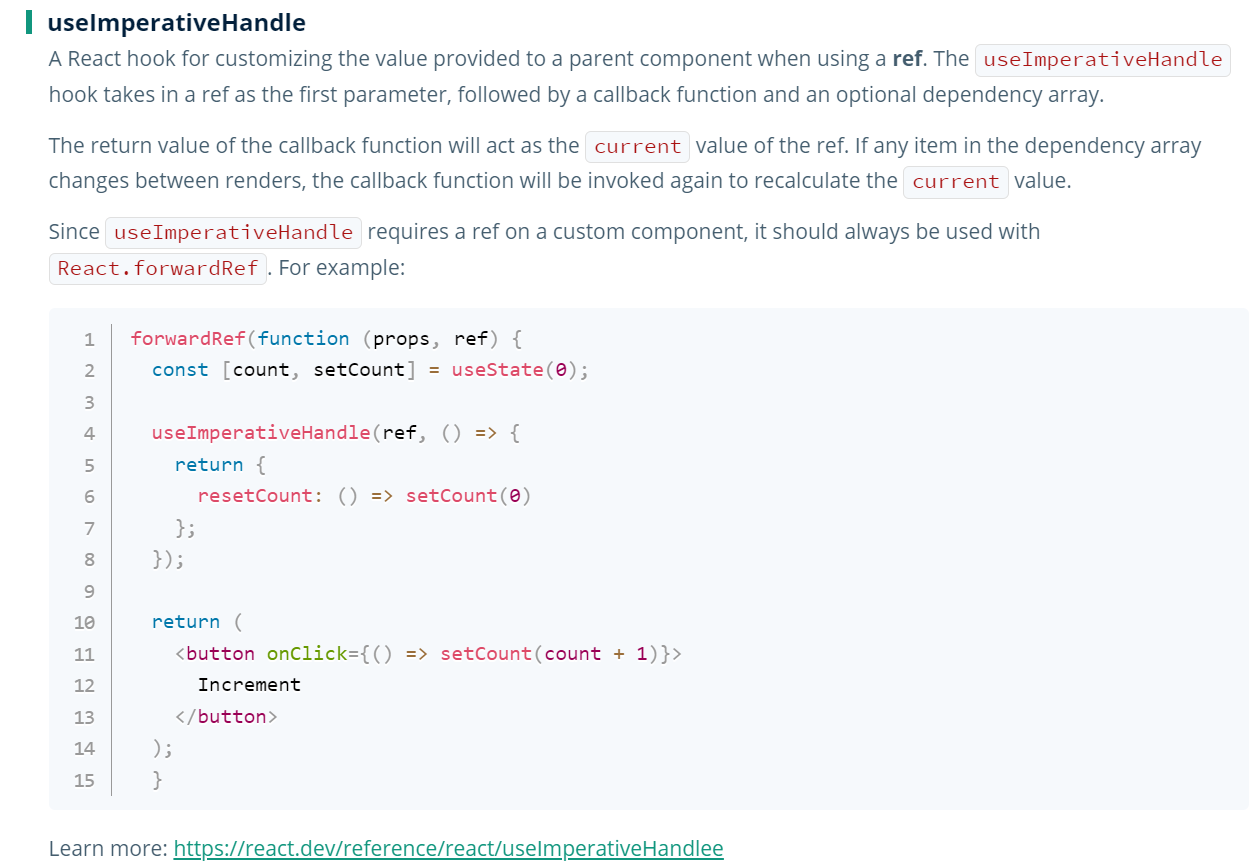 useImperativeHandle
A React hook for customizing the value provided to a parent component when using a ref. The useImperativeHandle
hook takes in a ref as the first parameter, followed by a callback function and an optional dependency array.
The return value of the callback function will act as the current value of the ref. If any item in the dependency array
changes between renders, the callback function will be invoked again to recalculate the current value.
Since useImperativeHandle requires a ref on a custom component, it should always be used with
React.forwardRef. For example:
1 forwardRef(function (props, ref) {
2   const [count, setCount] = useState(0);
3
4   useImperativeHandle(ref, () => {
5     return {
6       resetCount: () => setCount(0)
7     };
8   });
9
10   return (
11     <button onClick={() => setCount(count + 1)}>
12       Increment
13     </button>
14   );
15   }
Learn more: https://react.dev/reference/react/useImperativeHandlee